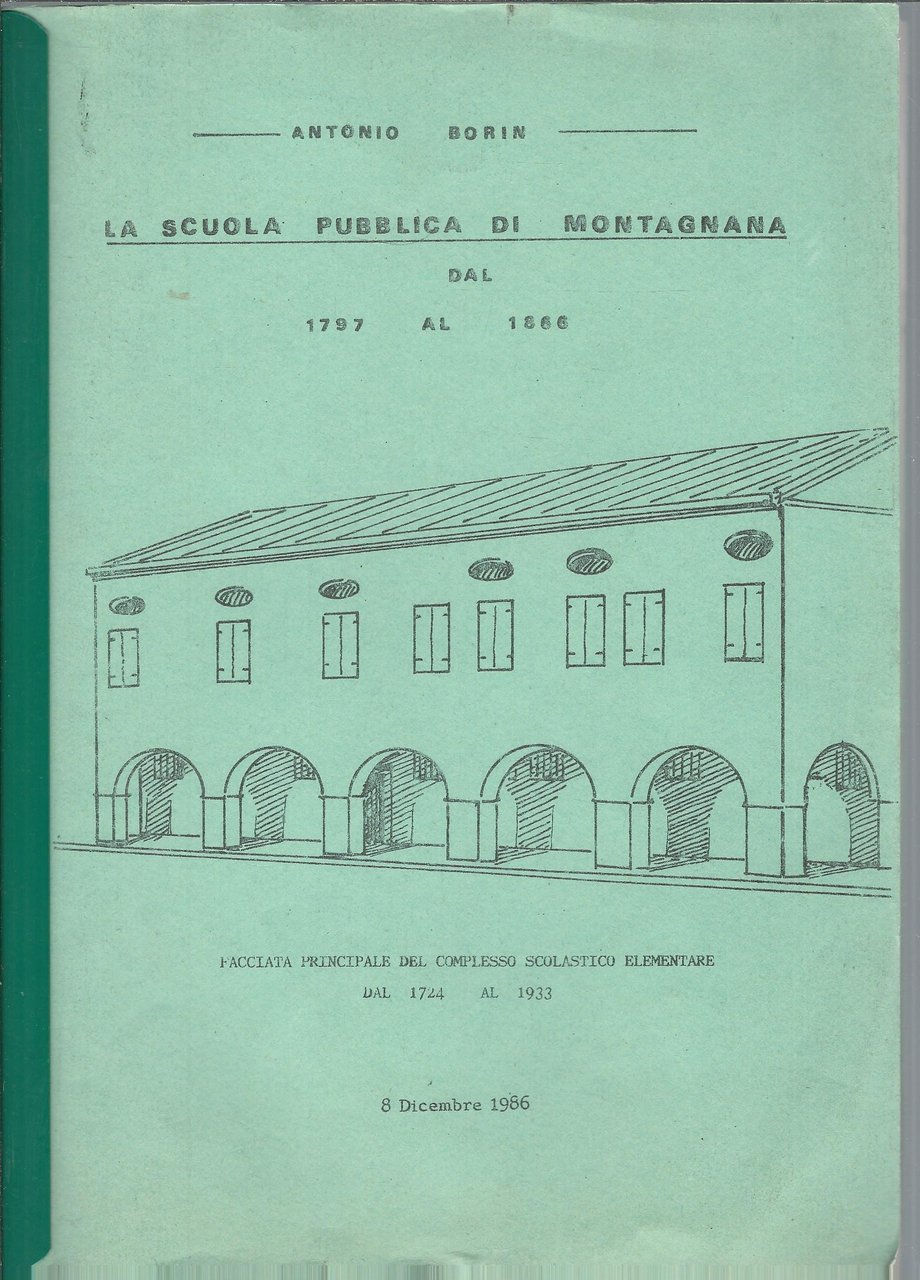 ANTONIO BORIN
LA SCUOLA PUBBLICA DI MONTAGNANA
DAL
1797 AL 1866
FACCIATA PRINCIPALE DEL COMPLESSO SCOLASTICO ELEMENTARE
DAL 1724 AL 1933
8 Dicembre 1986